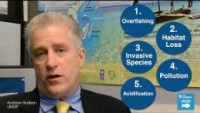 1.
Overfishing
2.
Habitat
Loss
3.
Invasive
Species
4.
Pollution
5.
Acidification
Andrew Hudson
UNDP